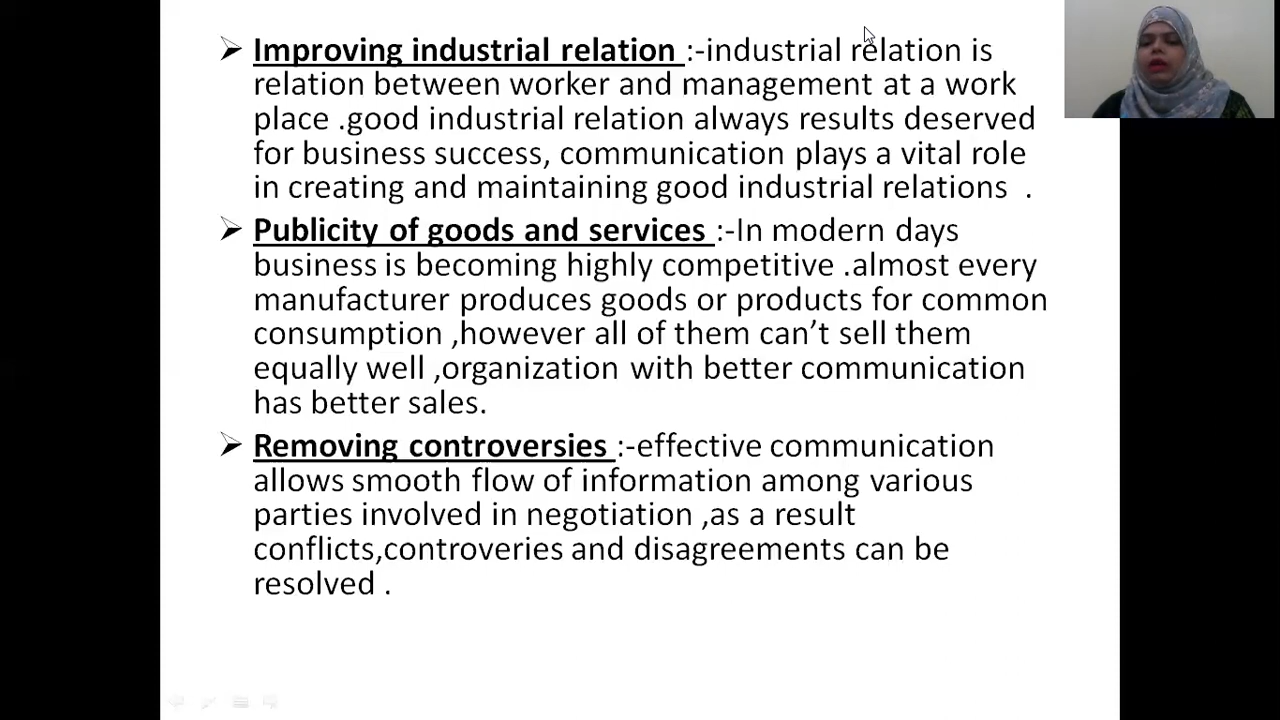 Improving industrial relation :-industrial relation is
relation between worker and management at a work
place .good industrial relation always results deserved
for business success, communication plays a vital role
in creating and maintaining good industrial relations .
Publicity of goods and services :-In modern days
business is becoming highly competitive .almost every
manufacturer produces goods or products for common
consumption ,however all of them can’t sell them
equally well ,organization with better communication
has better sales.
Removing controversies :-effective communication
allows smooth flow of information among various
parties involved in negotiation ,as a result
conflicts,controveries and disagreements can be
resolved .